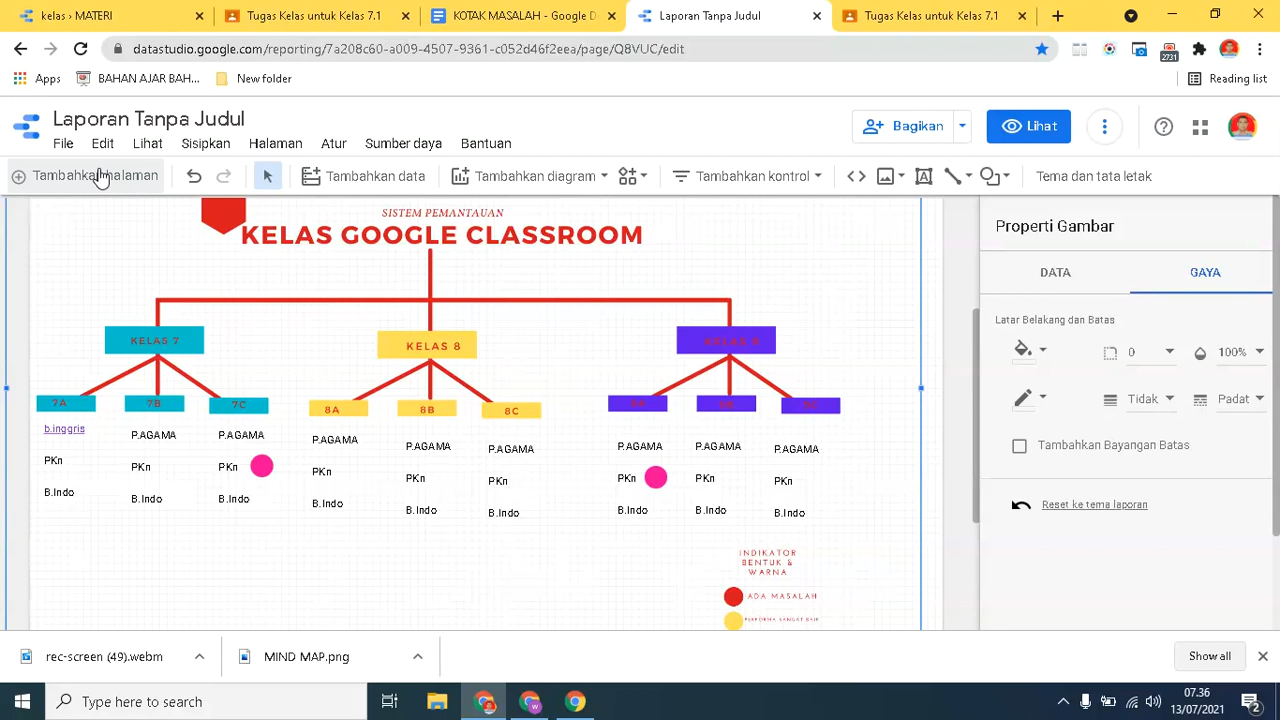 kelas › MATERI
Tugas Kelas untuk Kelas 7.1
KOTAK MASALAH - Google D
Laporan Tanpa Judul
Tugas Kelas untuk Kelas 7.1
datastudio.google.com/reporting/7a208c60-a009-4507-9361-c052d46f2eea/page/Q8VUC/edit
2731
Apps
BAHAN AJAR BAH...
New folder
Reading list
Laporan Tanpa Judul
File Edit Lihat Sisipkan Halaman Atur Sumber daya Bantuan
Bagikan
Lihat
Tambahkan halaman
Tambahkan data
Tambahkan diagram
Tambahkan kontrol
Tema dan tata letak
SISTEM PEMANTAUAN
KELAS GOOGLE CLASSROOM
KELAS 7
KELAS 8
KELAS 9
7A 7B 7C 8A 8B 8C
b.inggris
PKn
B.Indo
P.AGAMA
PKn
B.Indo
P.AGAMA
PKn
B.Indo
P.AGAMA
PKn
B.Indo
P.AGAMA
PKn
B.Indo
P.AGAMA
PKn
B.Indo
P.AGAMA
PKn
B.Indo
P.AGAMA
PKn
B.Indo
P.AGAMA
PKn
B.Indo
INDIKATOR
BENTUK &
WARNA
ADA MASALAH
PERFORMA SANGAT BAIK
Properti Gambar
DATA GAYA
Latar Belakang dan Batas
0
100%
Tidak
Padat
Tambahkan Bayangan Batas
Reset ke tema laporan
rec-screen (49).webm
MIND MAP.png
Show all
Type here to search
07.36
13/07/2021
2